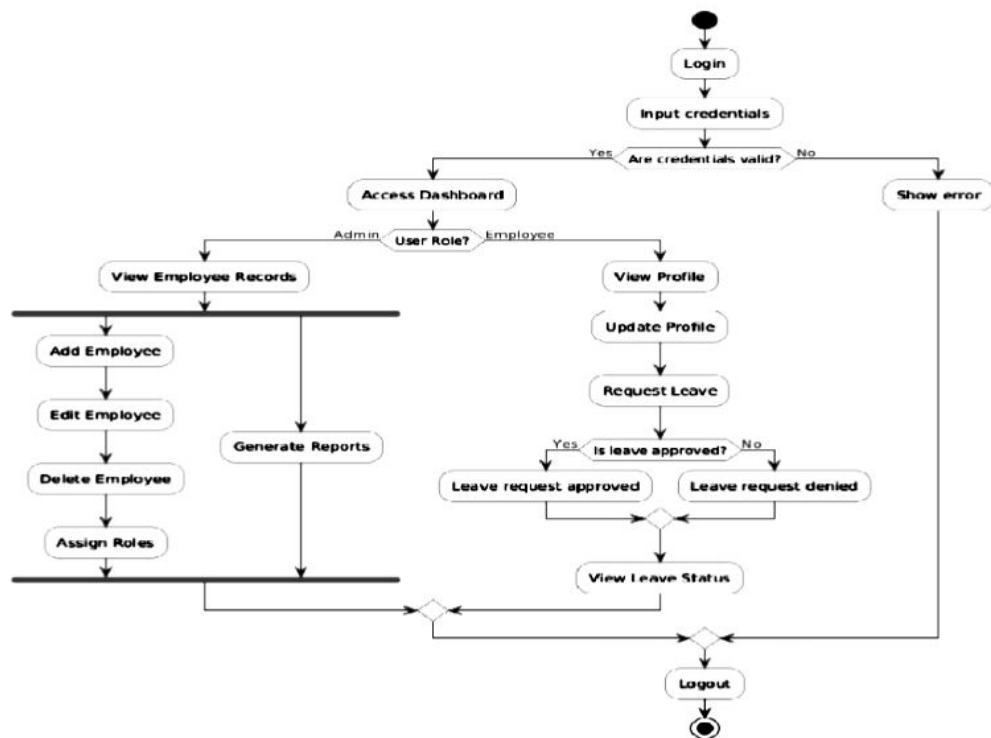 Login
Input credentials
Yes
Are credentials valid?
No
Access Dashboard
Show error
Admin
User Role?
Employee
View Employee Records
View Profile
Add Employee
Update Profile
Edit Employee
Request Leave
Generate Reports
Yes
Is leave approved?
No
Delete Employee
Leave request approved
Leave request denied
Assign Roles
View Leave Status
Logout